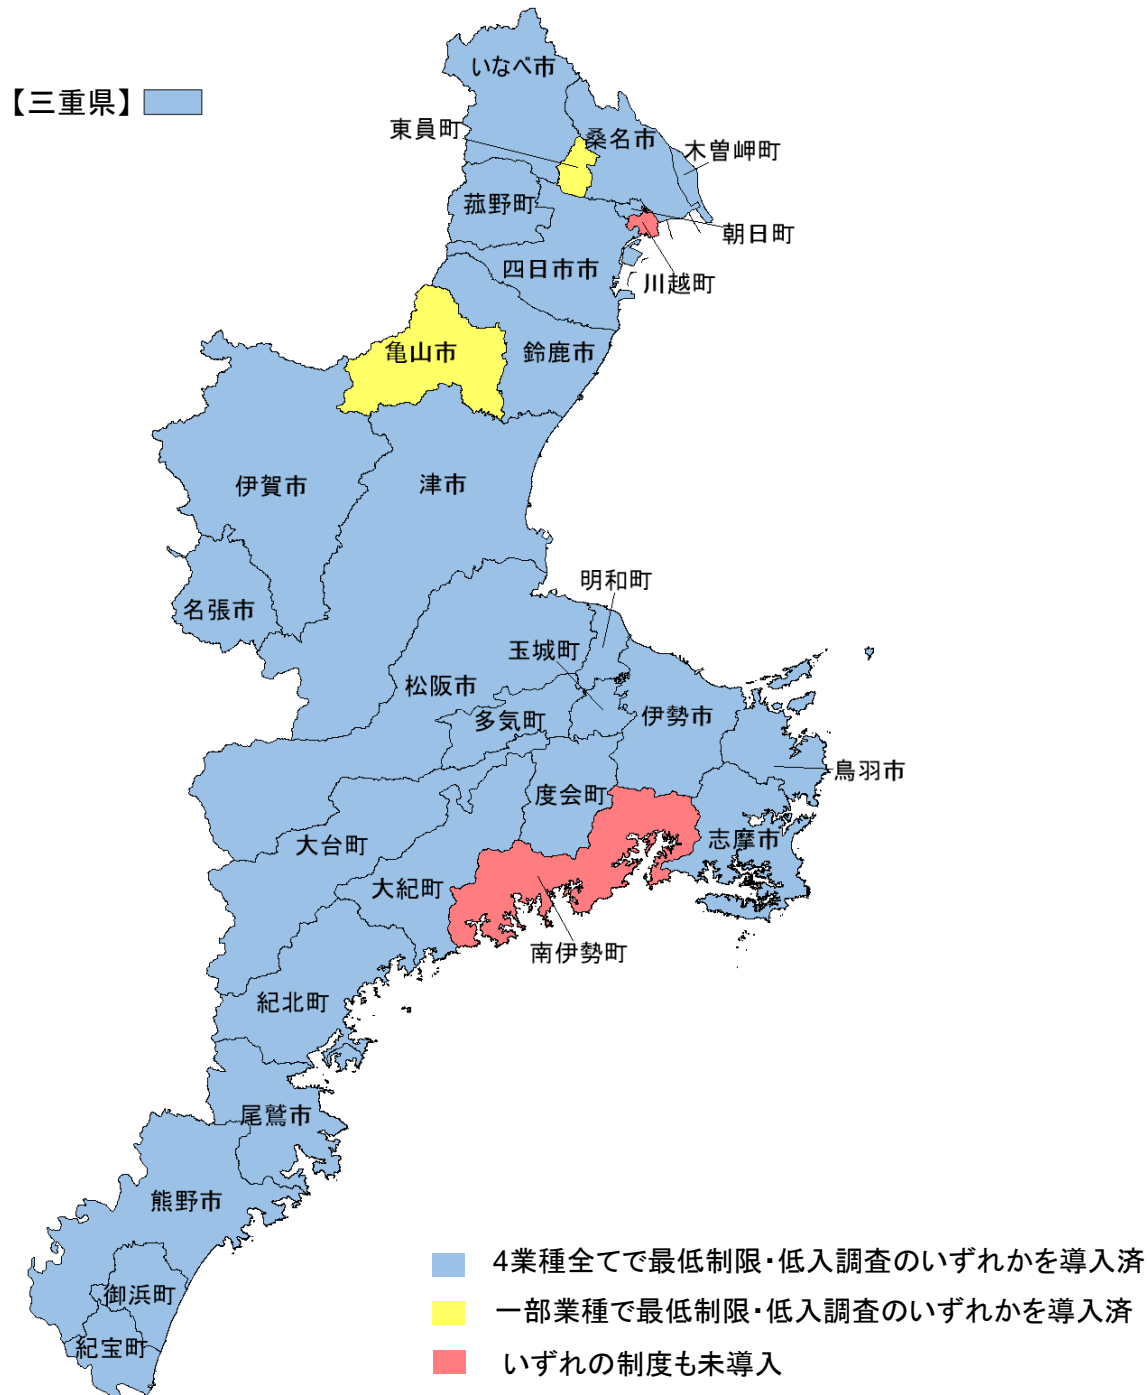 いなべ市
【三重県】
東員町
桑名市
木曽岬町
菰野町
朝日町
四日市市
川越町
亀山市
鈴鹿市
伊賀市
津市
明和町
名張市
玉城町
松阪市
多気町
伊勢市
鳥羽市
度会町
志摩市
大台町
大紀町
南伊勢町
紀北町
尾鷲市
熊野市
4業種全てで最低制限・低入調査のいずれかを導入済
御浜町
一部業種で最低制限・低入調査のいずれかを導入済
紀宝町
いずれの制度も未導入